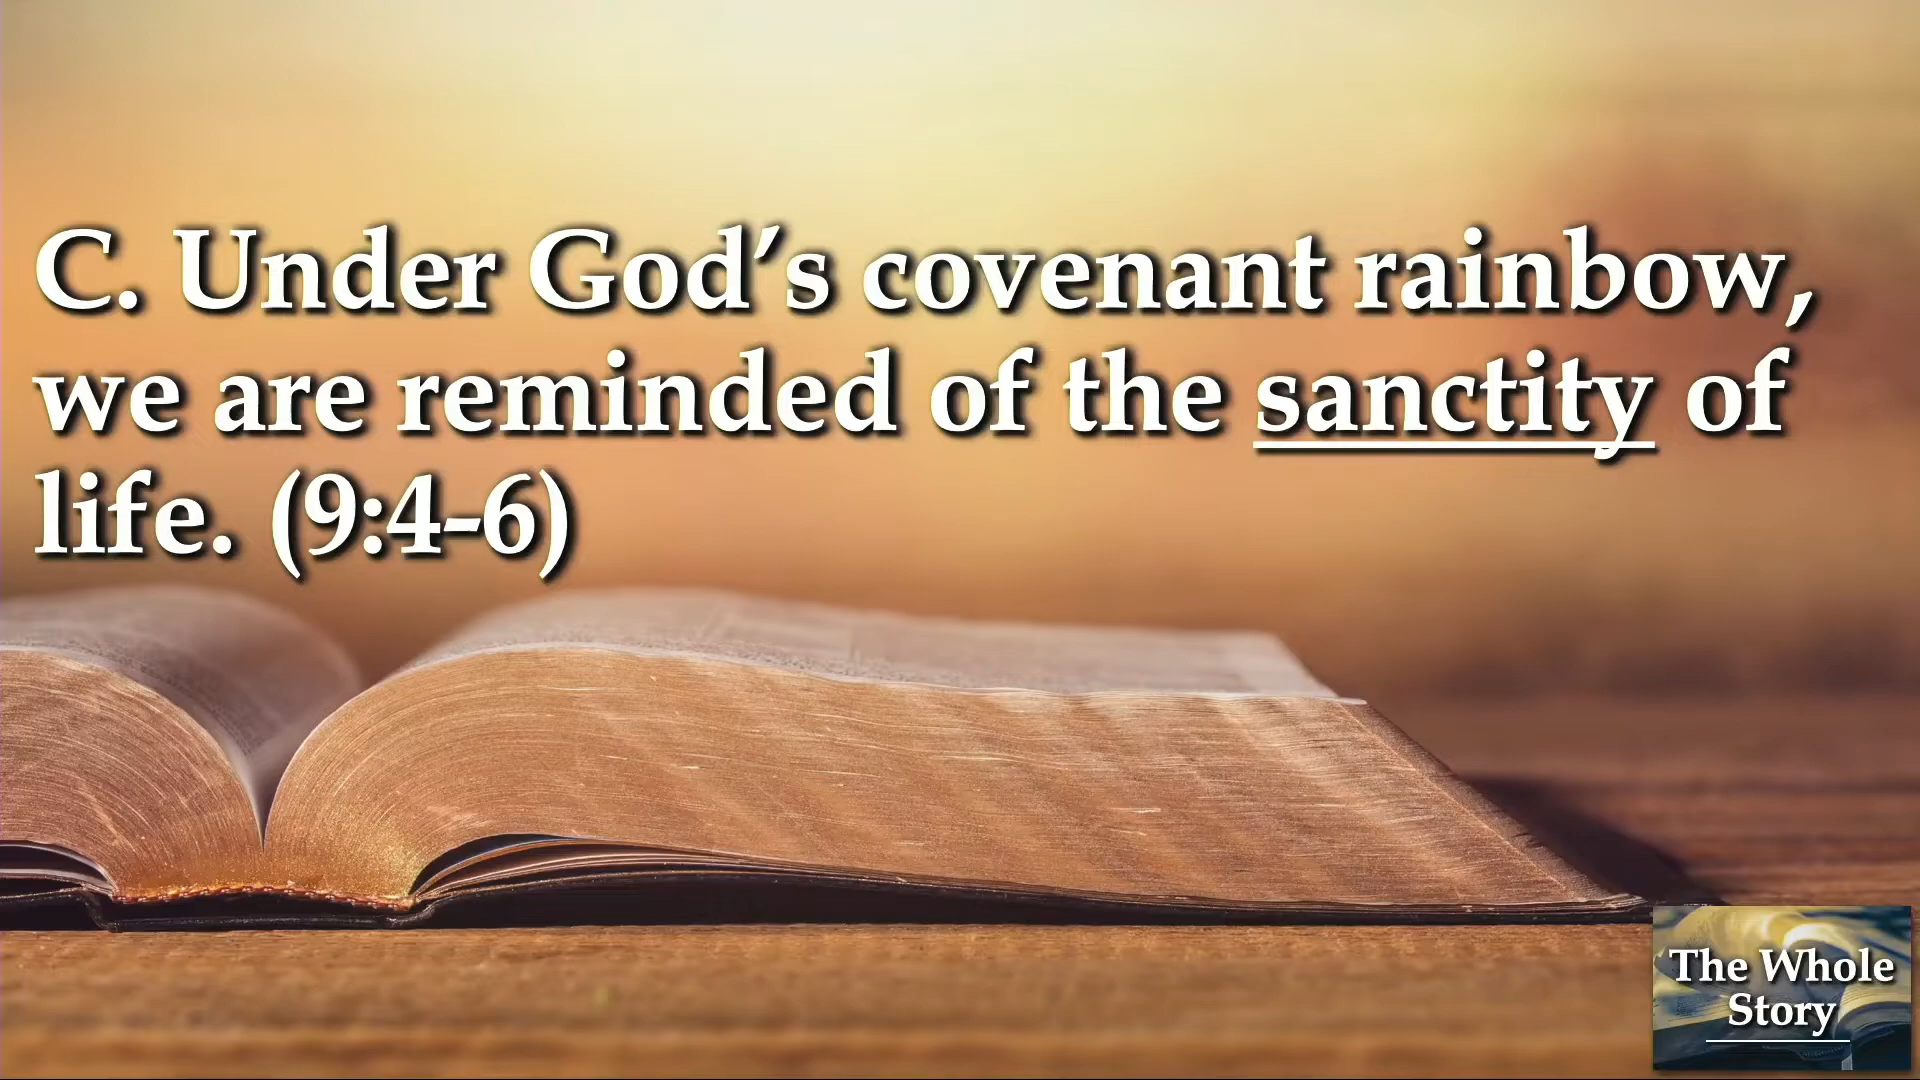 C. Under God’s covenant rainbow,
we are reminded of the sanctity of
life. (9:4-6)
The Whole
Story